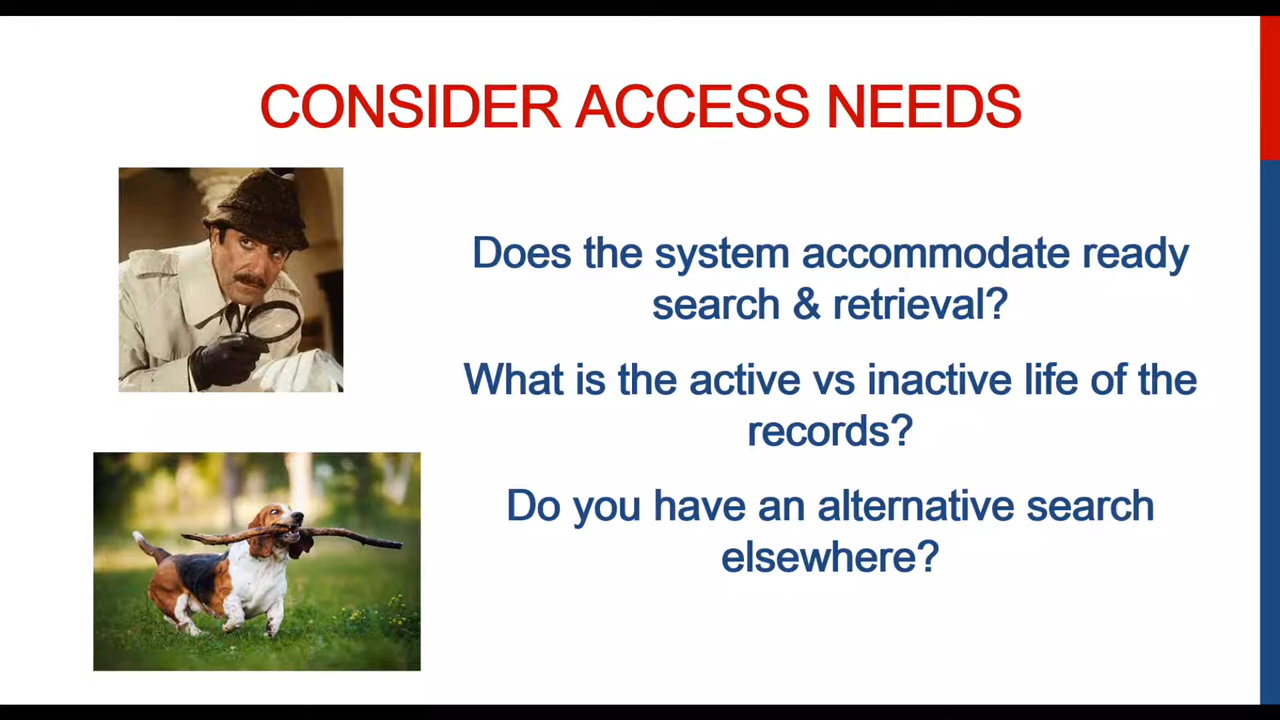 CONSIDER ACCESS NEEDS
Does the system accommodate ready
search & retrieval?
What is the active vs inactive life of the
records?
Do you have an alternative search
elsewhere?